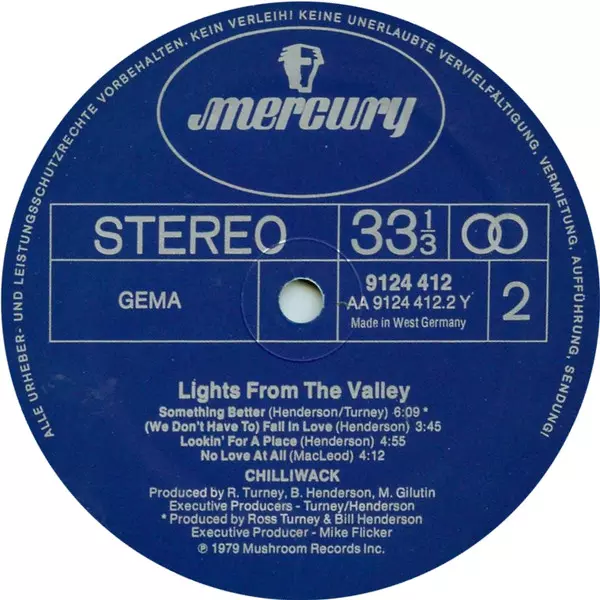 ALLE URHEBER- UND LEISTUNGSSCHUTZRECHTE VORBEHALTEN. KEIN VERLEIH! KEINE UNERLAUBTE VERVIELFÄLTIGUNG, VERMIETUNG, AUFFÜHRUNG, SENDUNG!
mercury
STEREO
33 1/3
GEMA
9124 412
AA 9124 412.2 Y
Made in West Germany
2
Lights From The Valley
Something Better (Henderson/Turney) 6:09 *
(We Don't Have To) Fall In Love (Henderson) 3:45
Lookin' For A Place (Henderson) 4:55
No Love At All (MacLeod) 4:12
CHILLIWACK
Produced by R. Turney, B. Henderson, M. Gilutin
Executive Producers - Turney/Henderson
* Produced by Ross Turney & Bill Henderson
Executive Producer - Mike Flicker
℗ 1979 Mushroom Records Inc.